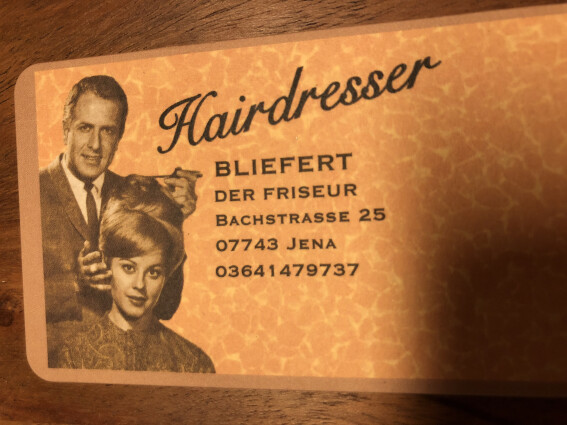 Hairdresser
BLIEFERT
DER FRISEUR
BACHSTRASSE 25
07743 JENA
03641479737